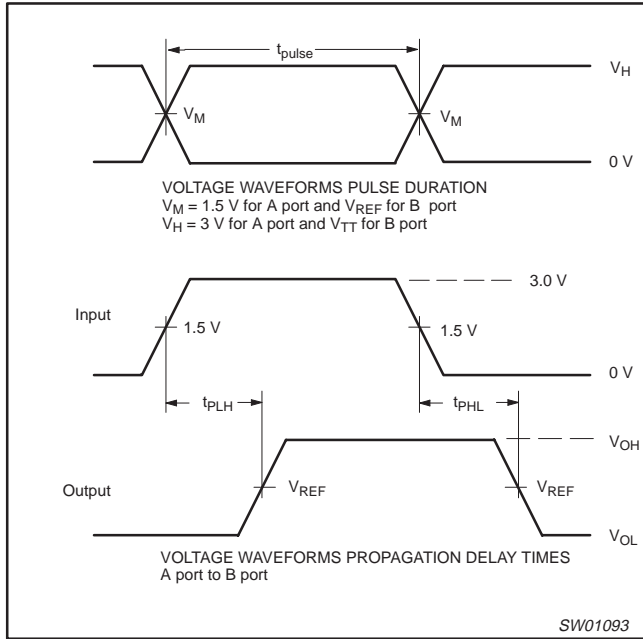 tpulse
VH
VM
VM
0 V
VOLTAGE WAVEFORMS PULSE DURATION
VM = 1.5 V for A port and VREF for B port
VH = 3 V for A port and VTT for B port
3.0 V
Input
1.5 V
1.5 V
0 V
tPLH
tPHL
VOH
Output
VREF
VREF
VOL
VOLTAGE WAVEFORMS PROPAGATION DELAY TIMES
A port to B port
SW01093